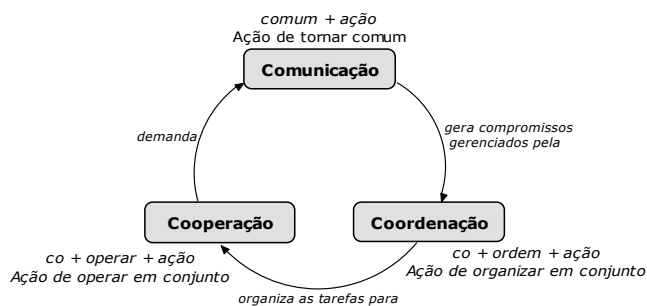 comum + ação
Ação de tornar comum
Comunicação
demanda
gera compromissos
gerenciados pela
Cooperação
Coordenação
co + operar + ação
Ação de operar em conjunto
co + ordem + ação
Ação de organizar em conjunto
organiza as tarefas para